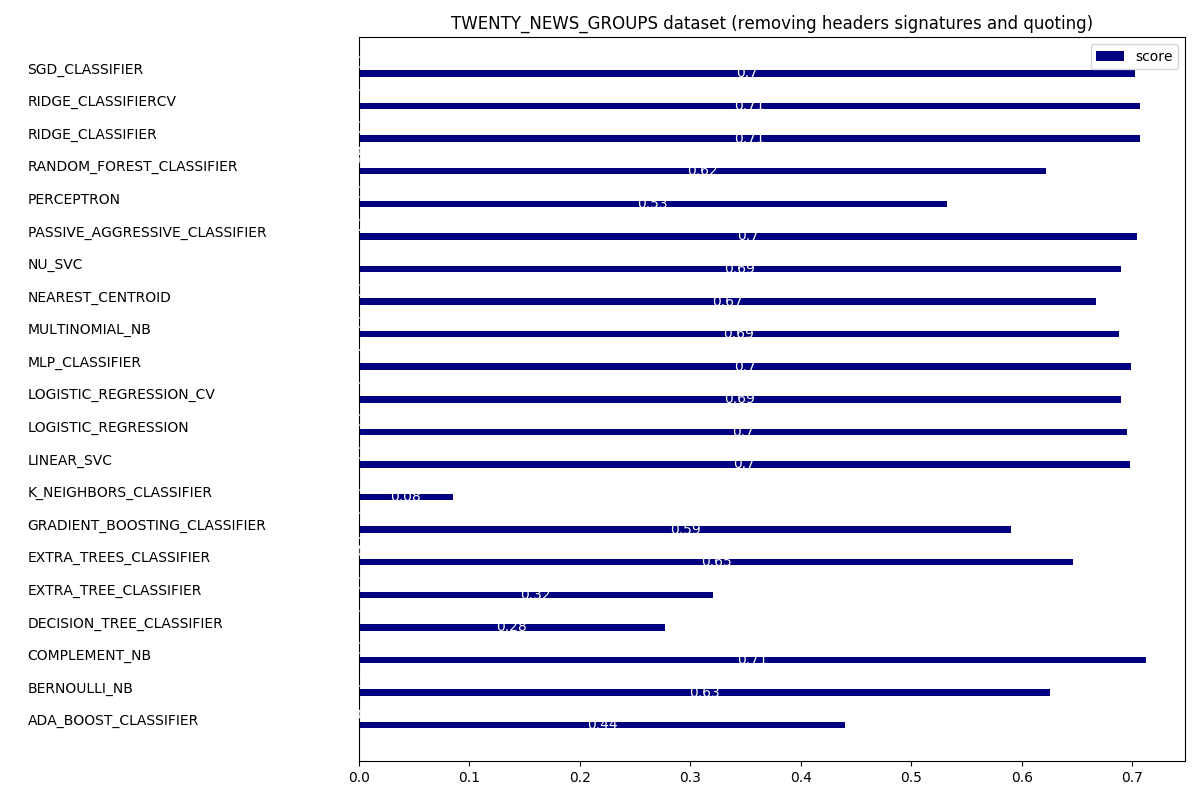 TWENTY_NEWS_GROUPS dataset (removing headers signatures and quoting)
score
SGD_CLASSIFIER 0.7
RIDGE_CLASSIFIERCV 0.71
RIDGE_CLASSIFIER 0.71
RANDOM_FOREST_CLASSIFIER 0.62
PERCEPTRON 0.53
PASSIVE_AGGRESSIVE_CLASSIFIER 0.7
NU_SVC 0.69
NEAREST_CENTROID 0.67
MULTINOMIAL_NB 0.69
MLP_CLASSIFIER 0.7
LOGISTIC_REGRESSION_CV 0.69
LOGISTIC_REGRESSION 0.7
LINEAR_SVC 0.7
K_NEIGHBORS_CLASSIFIER 0.08
GRADIENT_BOOSTING_CLASSIFIER 0.59
EXTRA_TREES_CLASSIFIER 0.65
EXTRA_TREE_CLASSIFIER 0.32
DECISION_TREE_CLASSIFIER 0.28
COMPLEMENT_NB 0.71
BERNOULLI_NB 0.63
ADA_BOOST_CLASSIFIER 0.44
0.0 0.1 0.2 0.3 0.4 0.5 0.6 0.7